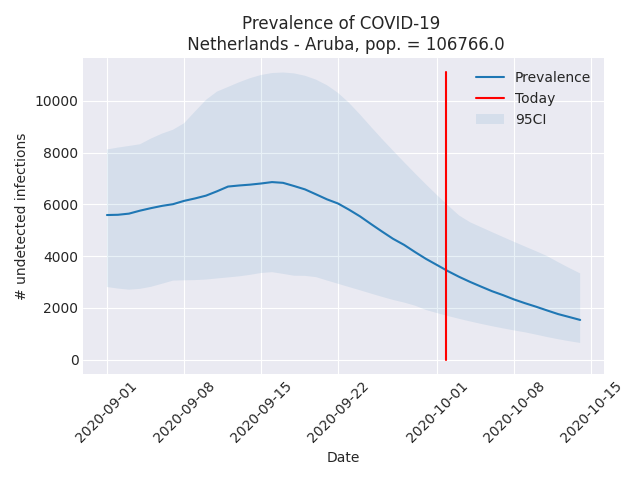 Prevalence of COVID-19
Netherlands - Aruba, pop. = 106766.0
Prevalence
Today
95CI
# undetected infections
10000
8000
6000
4000
2000
0
2020-09-01
2020-09-08
2020-09-15
2020-09-22
2020-10-01
2020-10-08
2020-10-15
Date